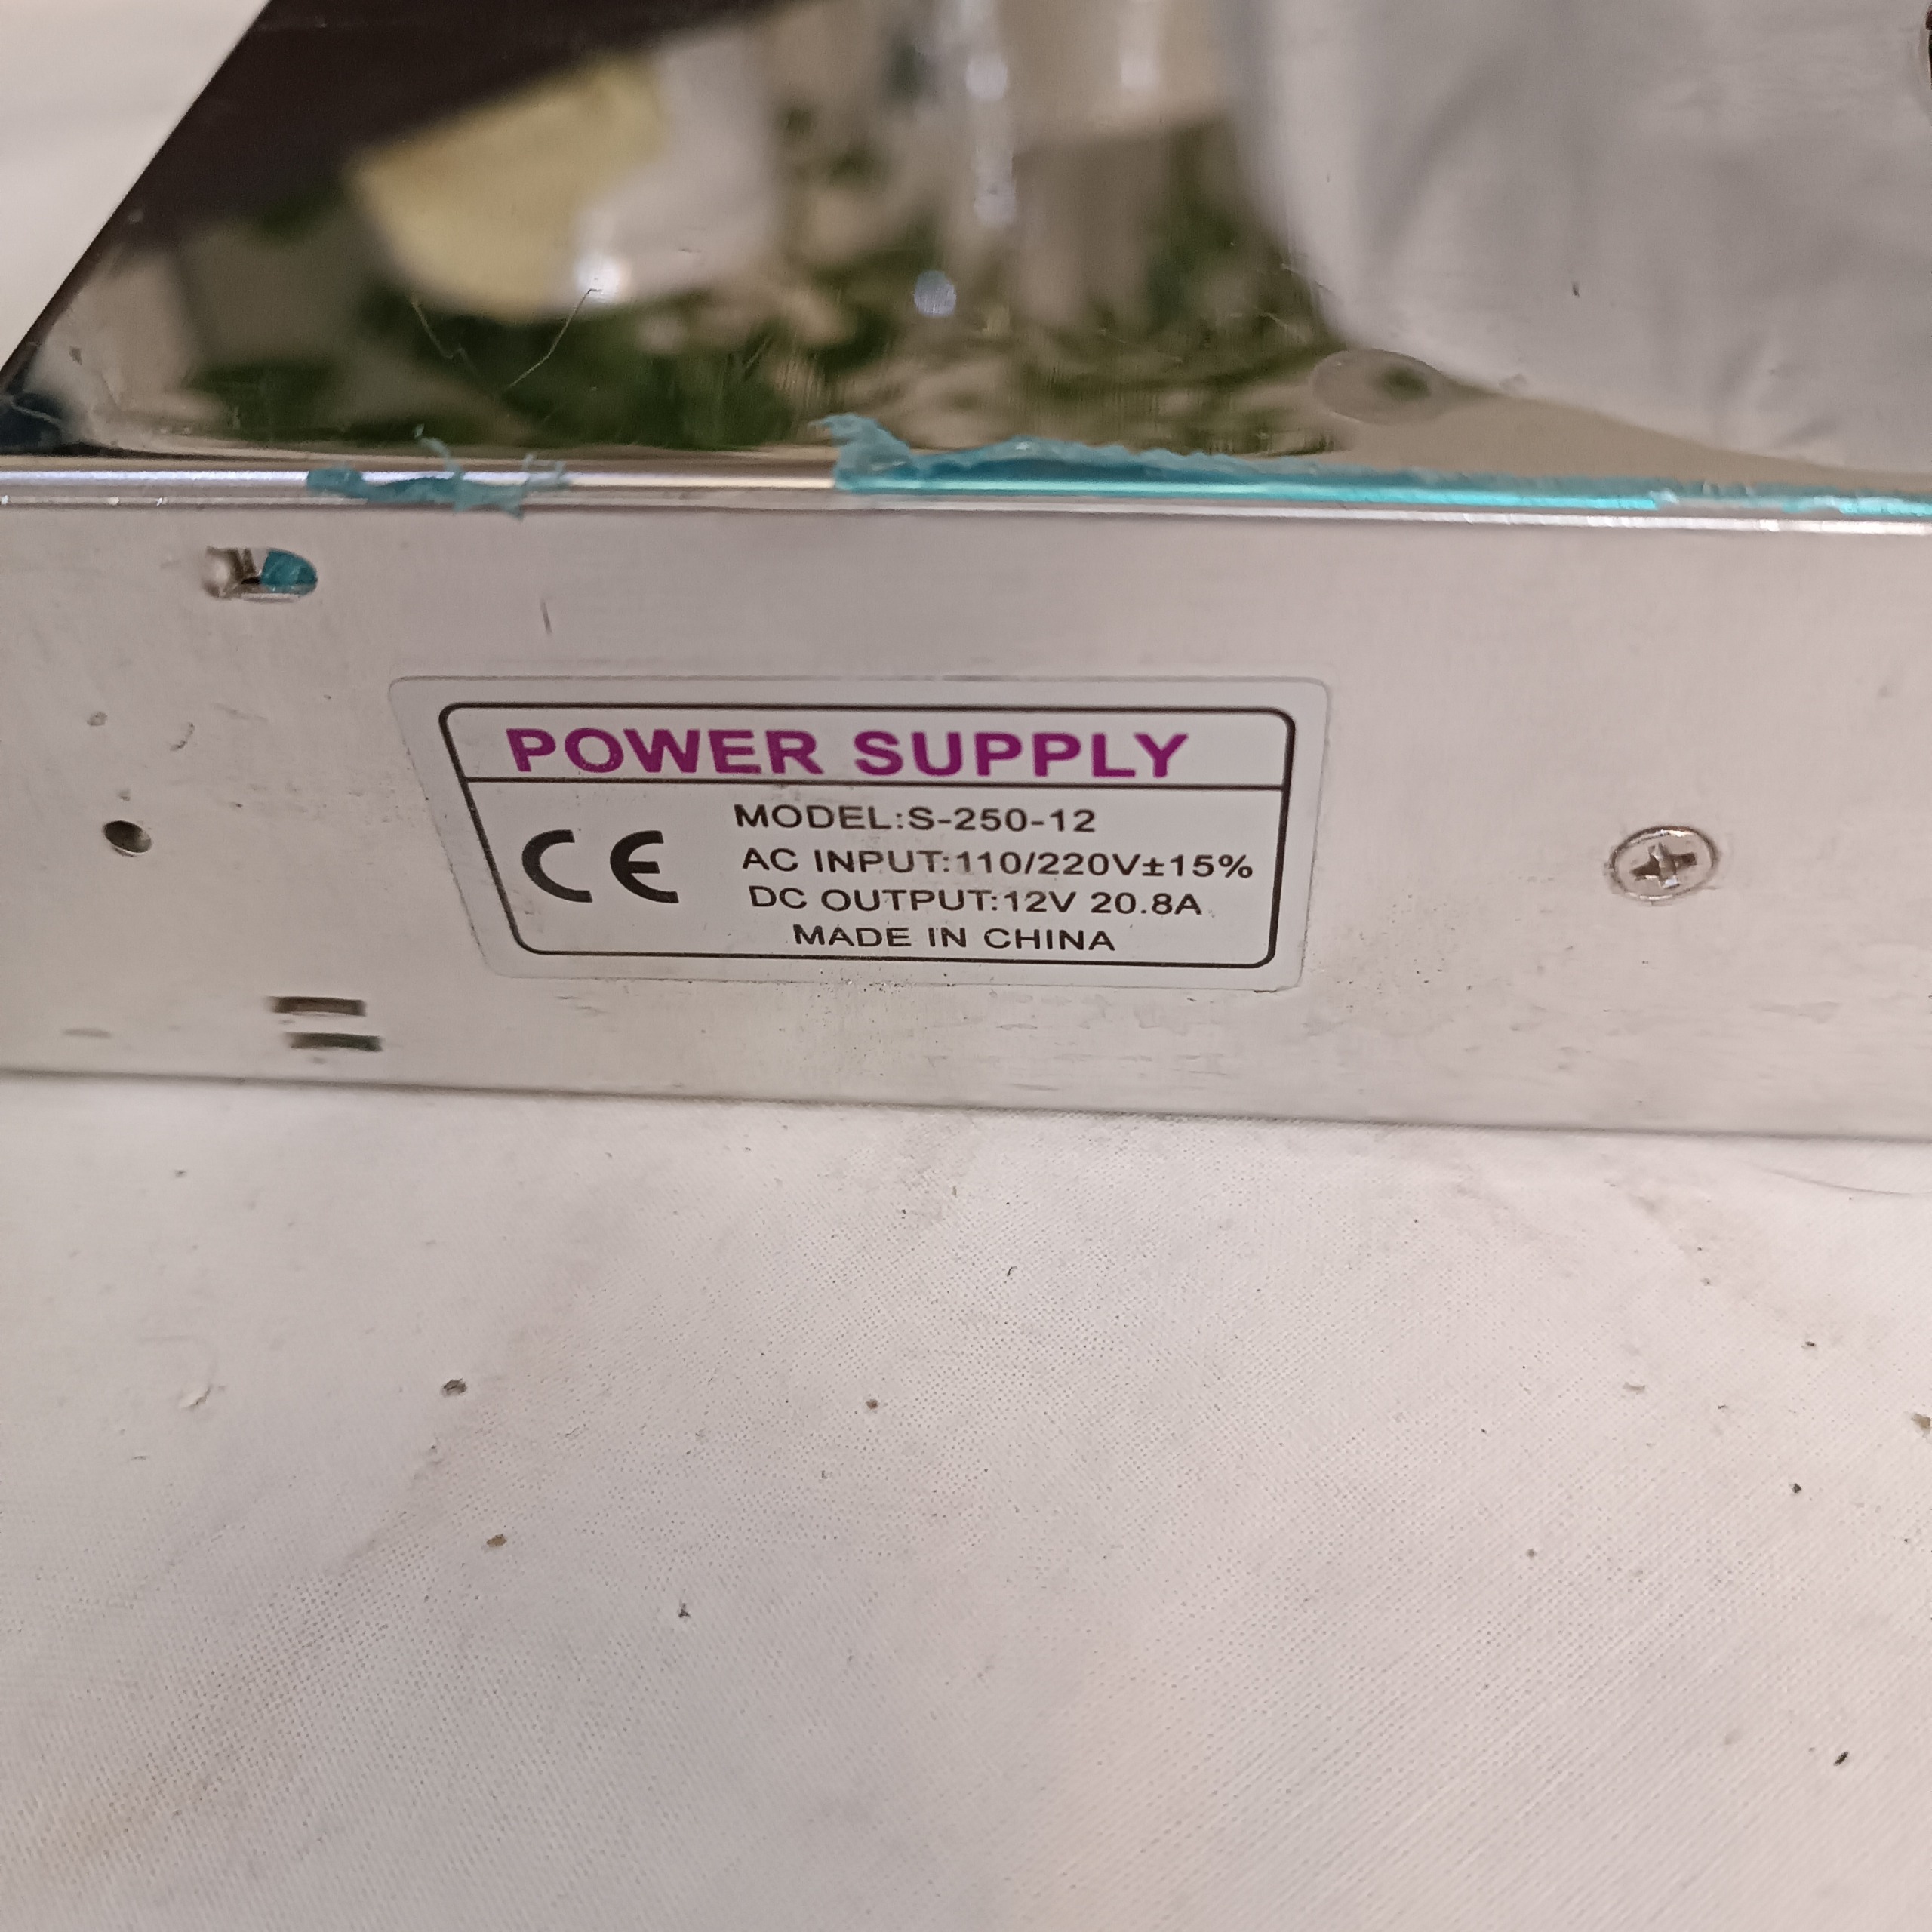 POWER SUPPLY
CE
MODEL:S-250-12
AC INPUT:110/220V±15%
DC OUTPUT:12V 20.8A
MADE IN CHINA